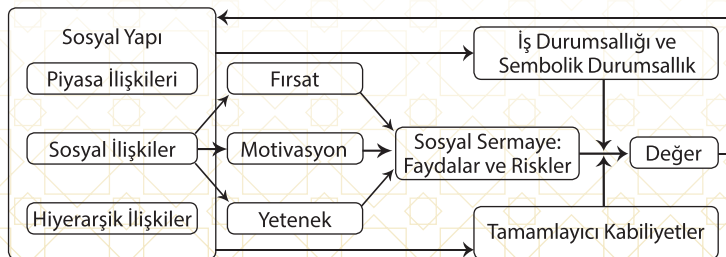 Sosyal Yapı
Piyasa İlişkileri
Sosyal İlişkiler
Hiyerarşik İlişkiler
Fırsat
Motivasyon
Yetenek
Sosyal Sermaye:
Faydalar ve Riskler
İş Durumsallığı ve
Sembolik Durumsallık
Tamamlayıcı Kabiliyetler
Değer